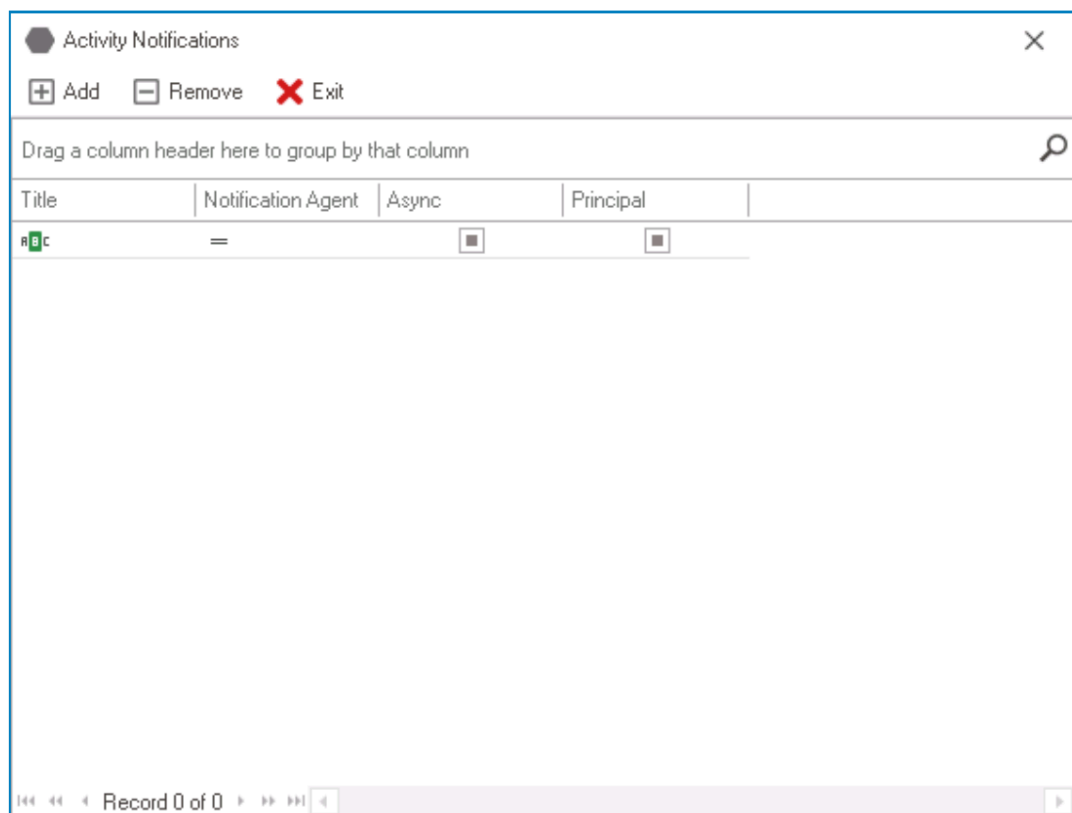 Activity Notifications
Add Remove Exit
Drag a column header here to group by that column
Title Notification Agent Async Principal
ABC =
Record 0 of 0